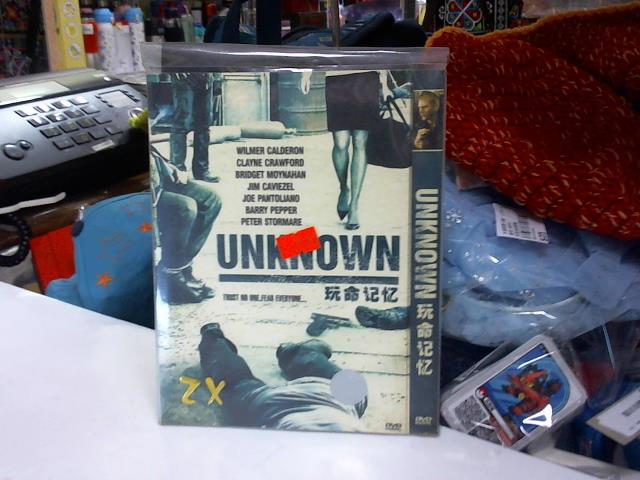 WILMER CALDERON
CLAYNE CRAWFORD
BRIDGET MOYNAHAN
JIM CAVIEZEL
JOE PANTOLIANO
BARRY PEPPER
PETER STORMARE
UNKNOWN
玩命记忆
TRUST NO ONE.FEAR EVERYONE...
ZX
DVD
UNKNOWN 玩命记忆
DVD